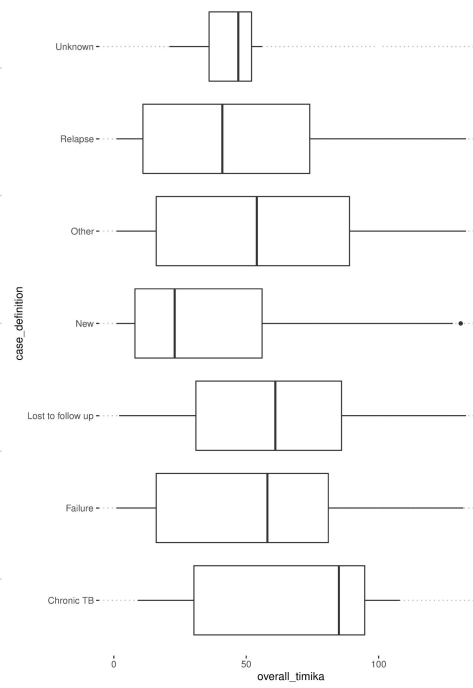 Unknown
Relapse
Other
New
case_definition
Lost to follow up
Failure
Chronic TB
0 50 100
overall_timika